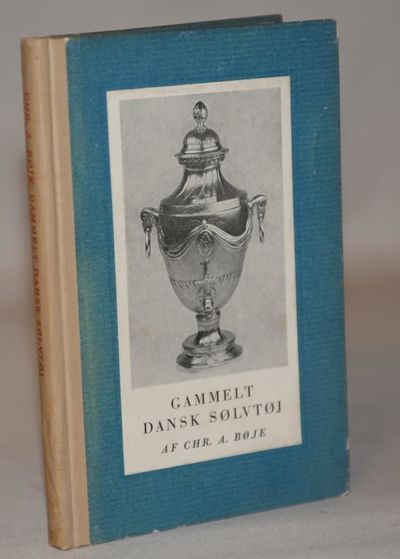 CHR. A. BØJE. GAMMELT DANSK SØLVTØJ
GAMMELT
DANSK SØLVTØJ
AF CHR. A. BØJE